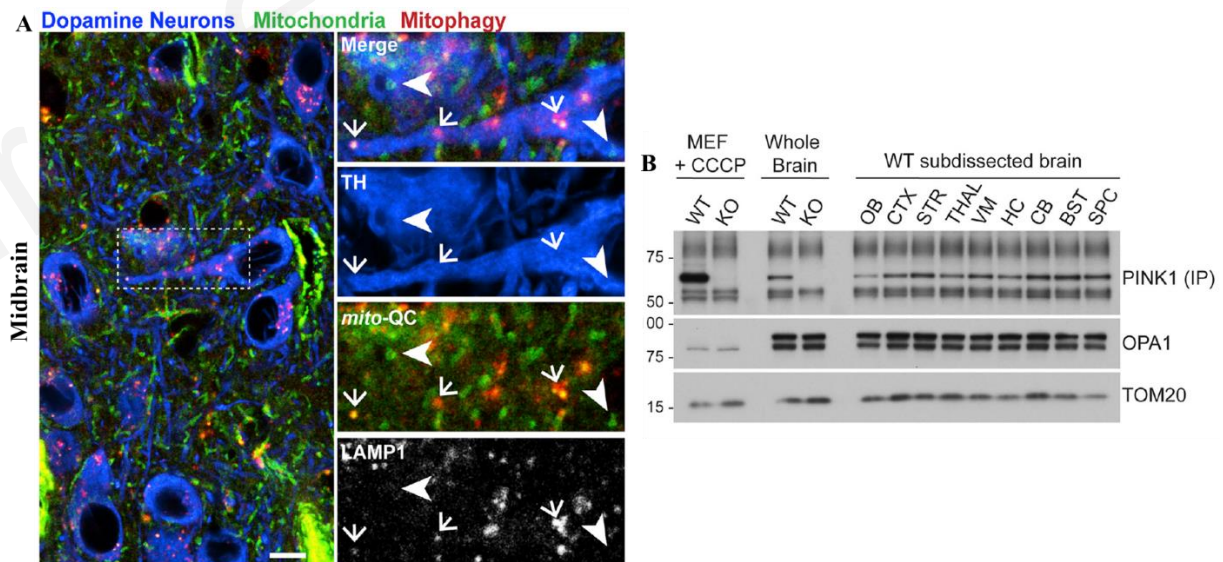 A
Dopamine Neurons Mitochondria Mitophagy
Midbrain
Merge
TH
mito-QC
LAMP1
B
MEF + CCCP
Whole Brain
WT subdissected brain
WT KO WT KO OB CTX STR THAL VM HC CB BST SPC
75
50
PINK1 (IP)
00
75
OPA1
15
TOM20